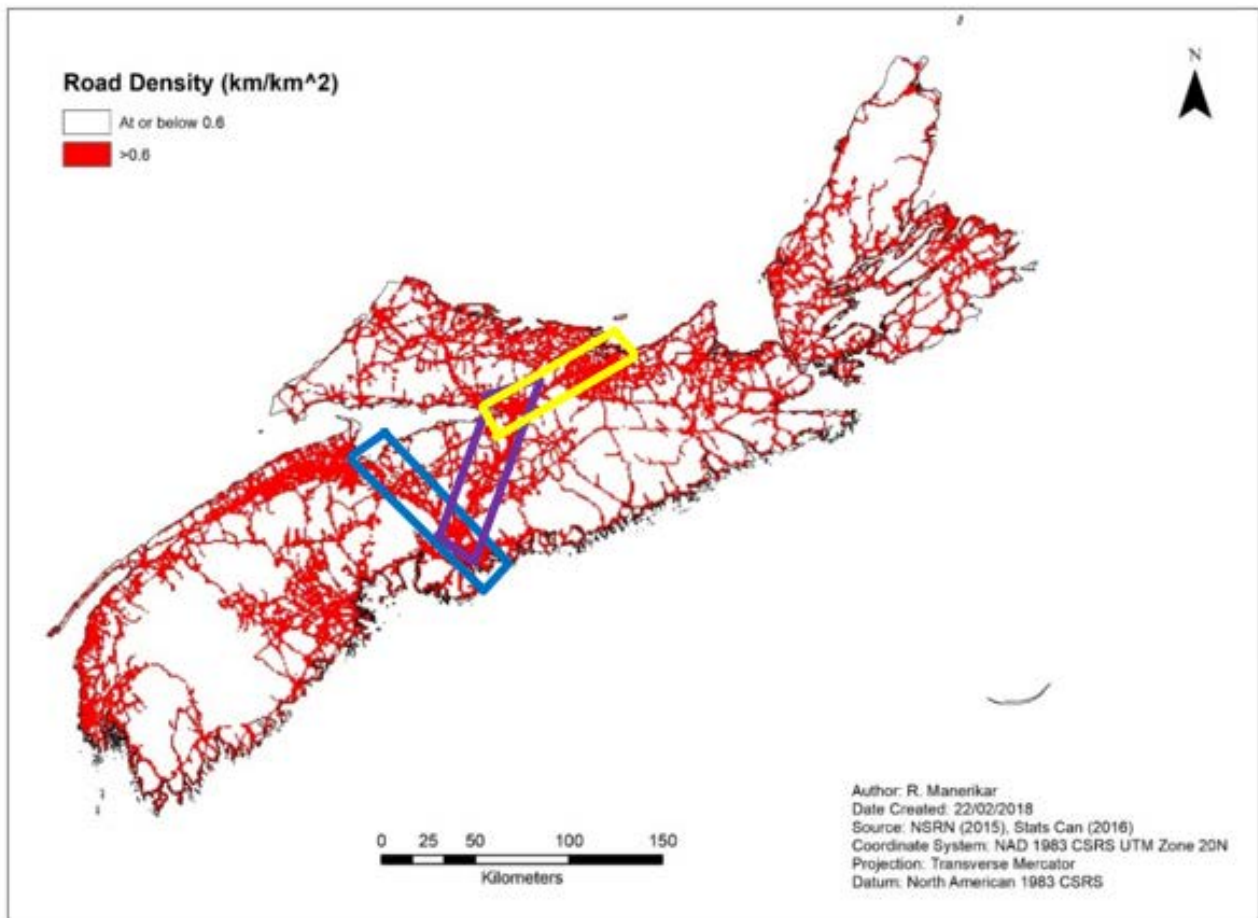 Road Density (km/km^2)
At or below 0.6
>0.6
N
0 25 50 100 150
Kilometers
Author: R. Manerikar
Date Created: 22/02/2018
Source: NSRN (2015), Stats Can (2016)
Coordinate System: NAD 1983 CSRS UTM Zone 20N
Projection: Transverse Mercator
Datum: North American 1983 CSRS